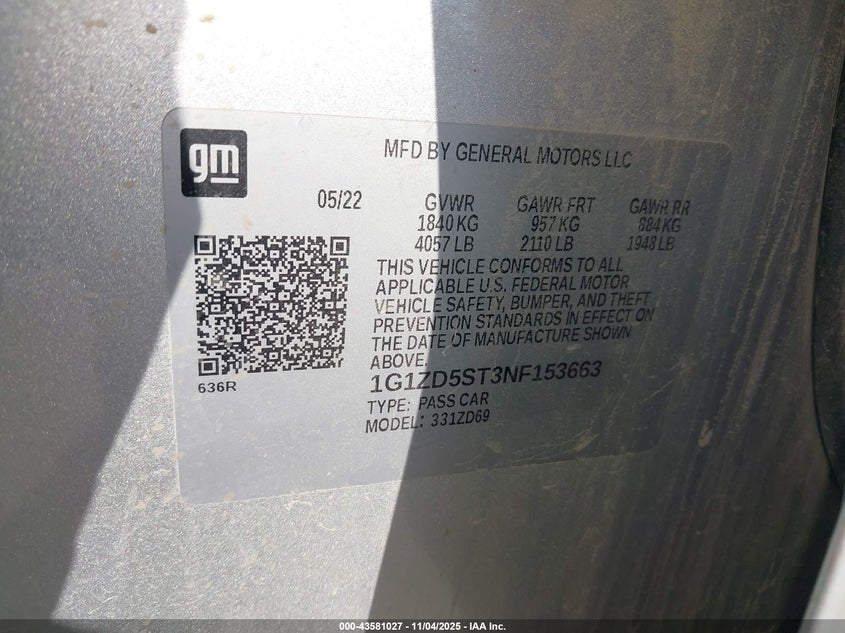 gm
MFD BY GENERAL MOTORS LLC
05/22 GVWR GAWR FRT GAWR RR
1840 KG 957 KG 884 KG
4057 LB 2110 LB 1948 LB
THIS VEHICLE CONFORMS TO ALL
APPLICABLE U.S. FEDERAL MOTOR
VEHICLE SAFETY, BUMPER, AND THEFT
PREVENTION STANDARDS IN EFFECT ON
THE DATE OF MANUFACTURE SHOWN
ABOVE.
636R
1G1ZD5ST3NF153663
TYPE: PASS CAR
MODEL: 331ZD69
000-43581027 - 11/04/2025 - IAA Inc.